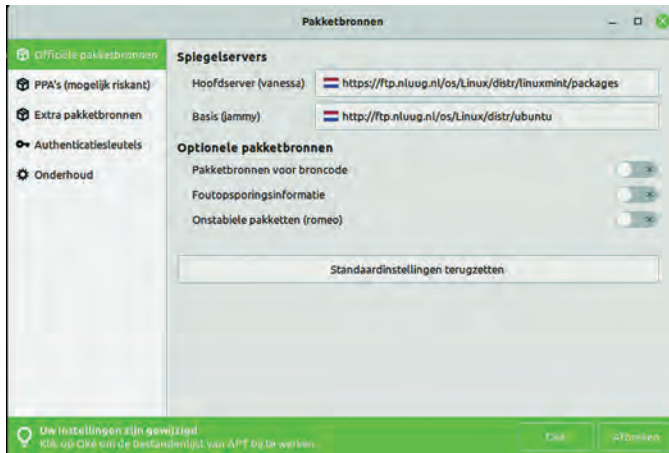 Pakketbronnen
Officiële pakketbronnen
PPA's (mogelijk riskant)
Extra pakketbronnen
Authenticatiesleutels
Onderhoud
Spiegelservers
Hoofdserver (vanessa) https://ftp.nluug.nl/os/Linux/distr/linuxmint/packages
Basis (jammy) http://ftp.nluug.nl/os/Linux/distr/ubuntu
Optionele pakketbronnen
Pakketbronnen voor broncode
Foutopsporingsinformatie
Onstabiele pakketten (romeo)
Standaardinstellingen terugzetten
Uw instellingen zijn gewijzigd
Klik op Oké om de bestandenlijst van APT bij te werken
Oké Afbreken